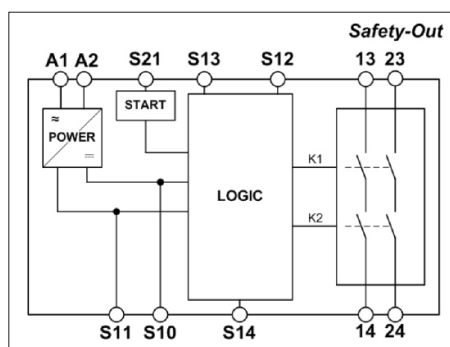 Safety-Out
A1 A2 S21 S13 S12 13 23
START
≈
POWER
⎓
LOGIC
K1
K2
S11 S10 S14 14 24